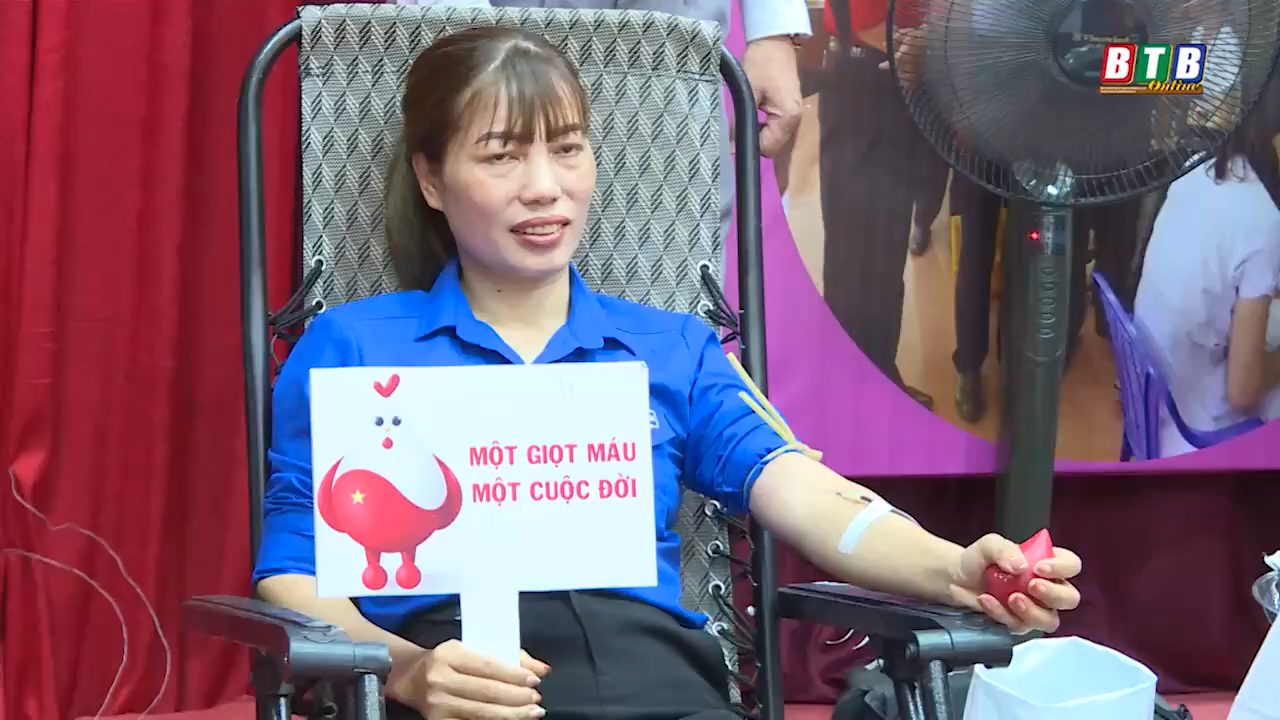 BTB
Online
MỘT GIỌT MÁU
MỘT CUỘC ĐỜI